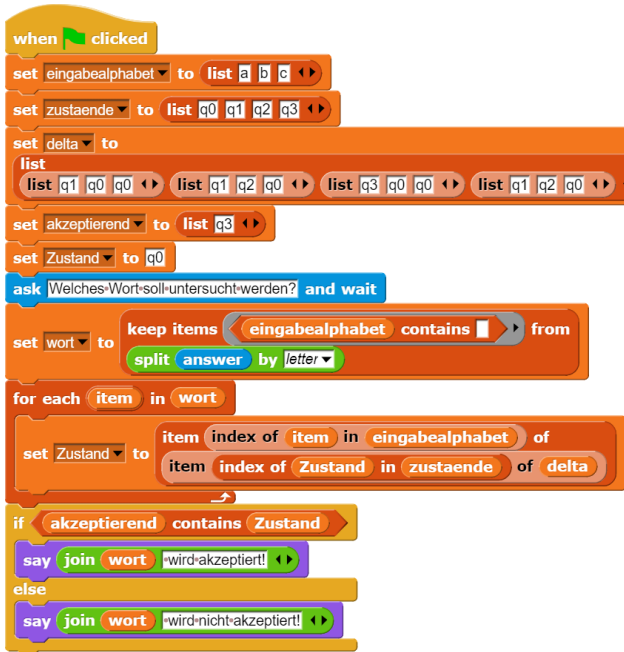 when clicked
set eingabealphabet to list a b c
set zustaende to list q0 q1 q2 q3
set delta to
list
list q1 q0 q0 list q1 q2 q0 list q3 q0 q0 list q1 q2 q0
set akzeptierend to list q3
set Zustand to q0
ask Welches Wort soll untersucht werden? and wait
set wort to keep items eingabealphabet contains from
split answer by letter
for each item in wort
set Zustand to item index of item in eingabealphabet of
item index of Zustand in zustaende of delta
if akzeptierend contains Zustand
say join wort wird akzeptiert!
else
say join wort wird nicht akzeptiert!